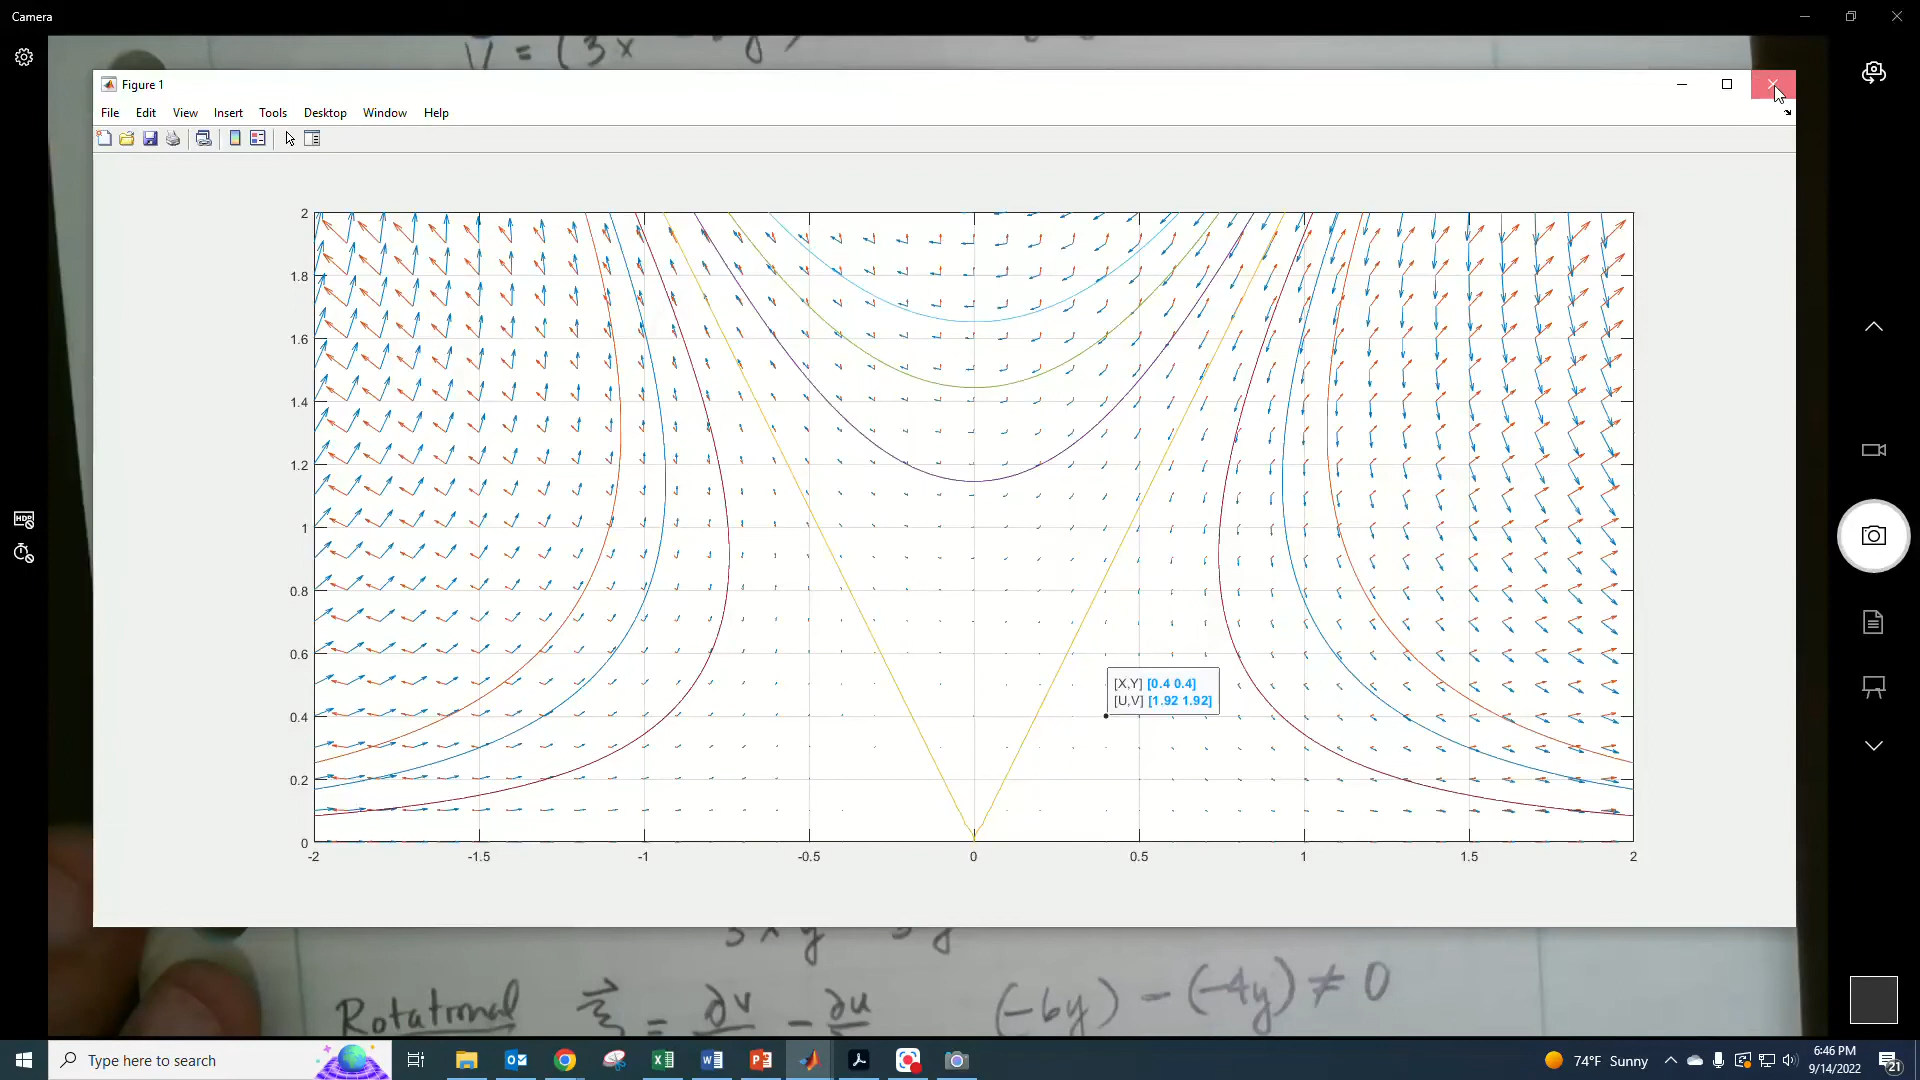 Camera
V = (3x
Figure 1
File Edit View Insert Tools Desktop Window Help
2
1.8
1.6
1.4
1.2
1
0.8
0.6
0.4
0.2
0
-2 -1.5 -1 -0.5 0 0.5 1 1.5 2
[X,Y] [0.4 0.4]
[U,V] [1.92 1.92]
HDR
Rotational ξ = ∂v - ∂u (-6y) - (-4y) ≠ 0
Type here to search
74°F Sunny
6:46 PM
9/14/2022
21